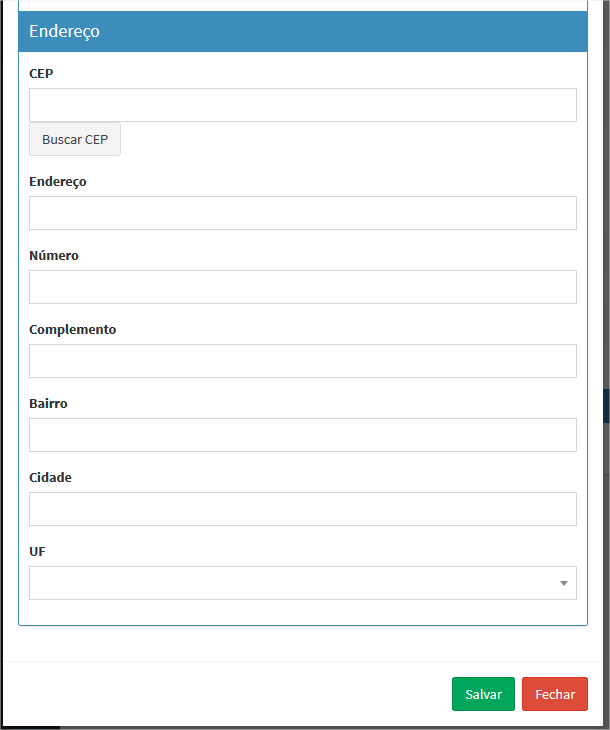 Endereço
CEP
Buscar CEP
Endereço
Número
Complemento
Bairro
Cidade
UF
Salvar Fechar